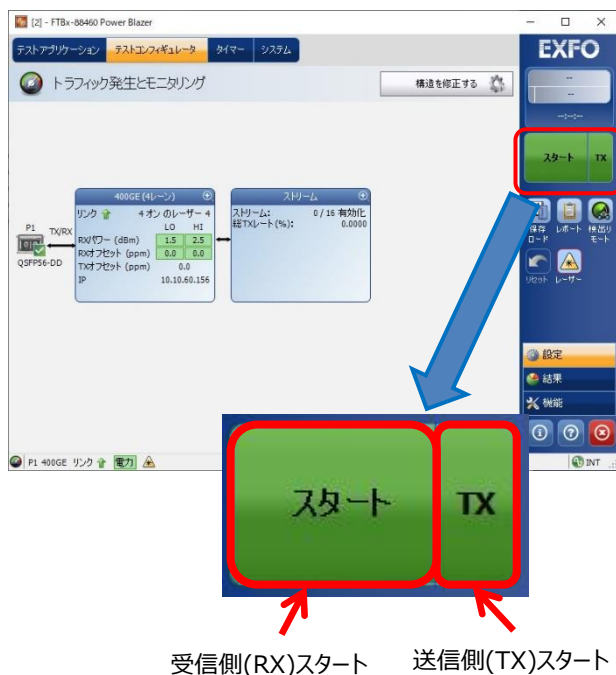 [2] - FTBx-88460 Power Blazer
テストアプリケーション テストコンフィギュレータ タイマー システム
EXFO
トラフィック発生とモニタリング
構造を修正する
--
--
--:--:--
スタート TX
400GE (4レーン)
リンク 4 オン のレーザー 4
LO HI
RXパワー (dBm) 1.5 2.5
RXオフセット (ppm) 0.0 0.0
TXオフセット (ppm) 0.0
IP 10.10.60.156
ストリーム
ストリーム: 0 / 16 有効化
総TXレート(%): 0.0000
P1 TX/RX
QSFP56-DD
保存 レポート 検出リ
ロード モート
リセット レーザー
設定
結果
機能
P1 400GE リンク 電力
INT
スタート TX
受信側(RX)スタート 送信側(TX)スタート